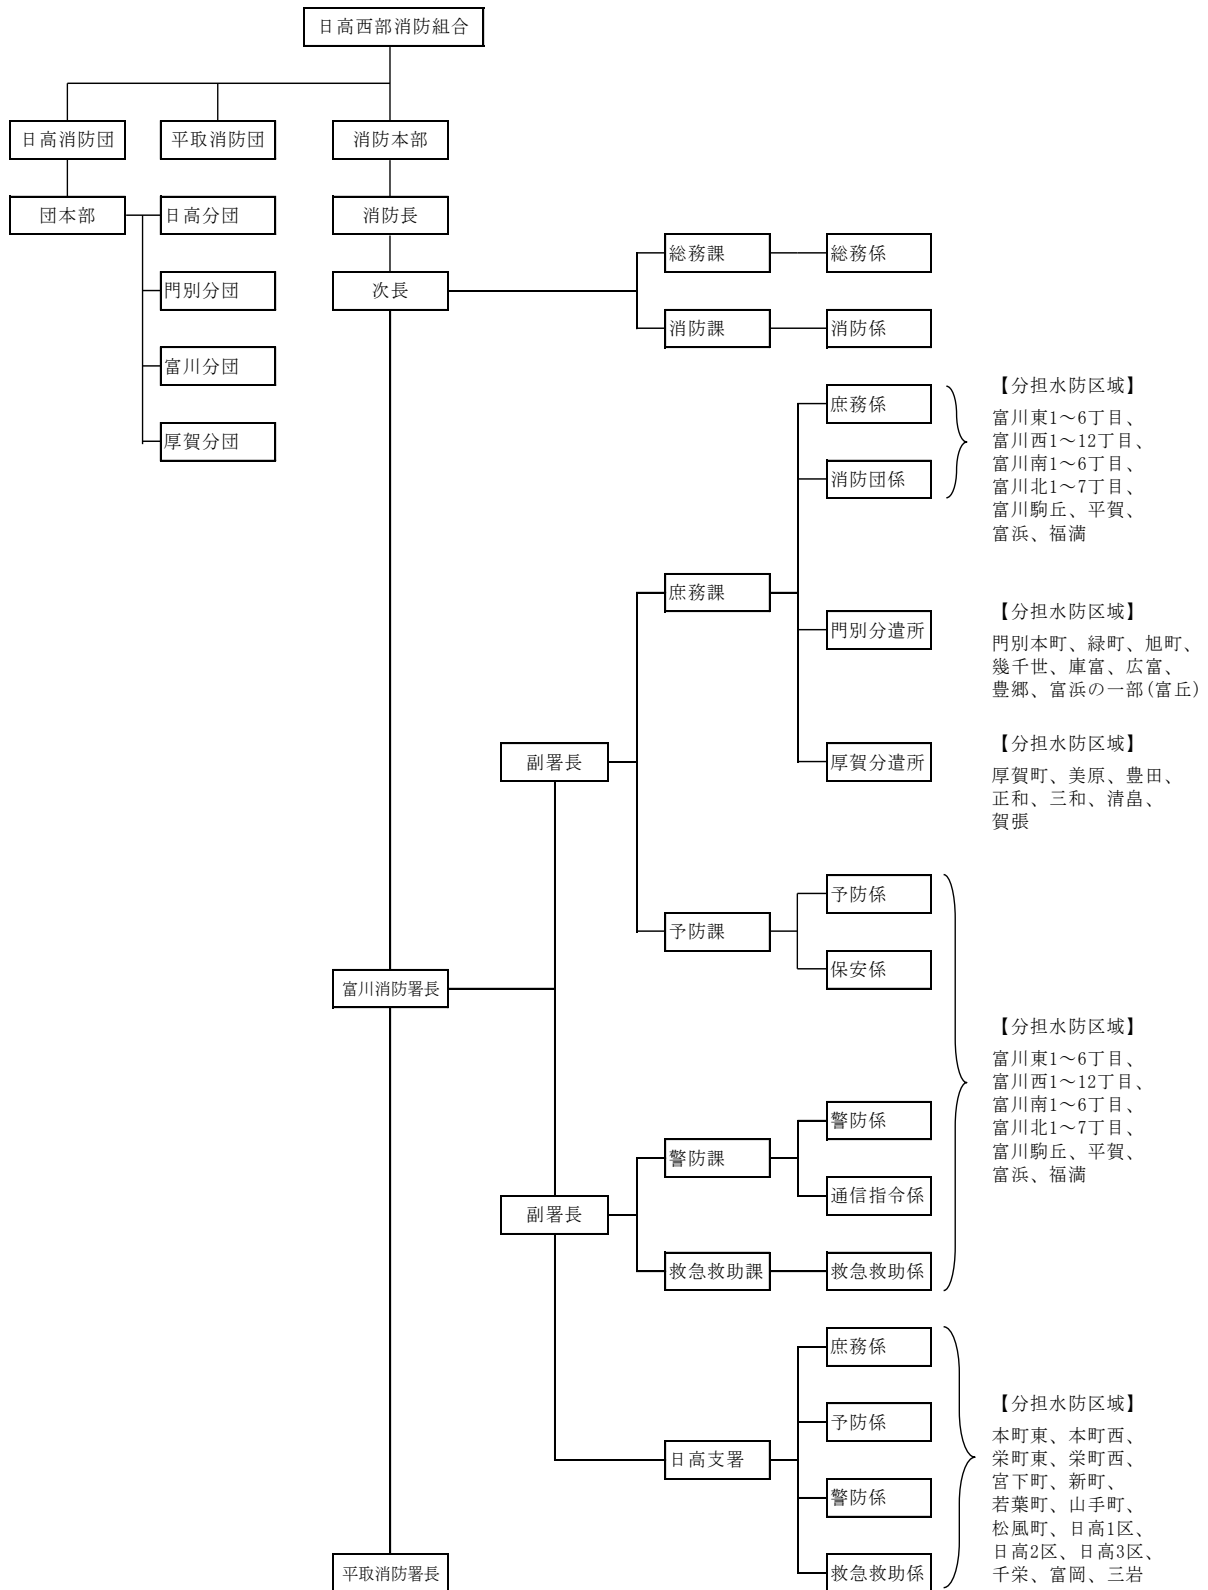 日高西部消防組合
日高消防団
平取消防団
消防本部
団本部
日高分団
消防長
総務課
総務係
門別分団
次長
消防課
消防係
富川分団
厚賀分団
庶務係
消防団係
【分担水防区域】
富川東1～6丁目、
富川西1～12丁目、
富川南1～6丁目、
富川北1～7丁目、
富川駒丘、平賀、
富浜、福満
庶務課
門別分遣所
【分担水防区域】
門別本町、緑町、旭町、
幾千世、庫富、広富、
豊郷、富浜の一部(富丘)
副署長
厚賀分遣所
【分担水防区域】
厚賀町、美原、豊田、
正和、三和、清畠、
賀張
予防係
予防課
保安係
富川消防署長
【分担水防区域】
富川東1～6丁目、
富川西1～12丁目、
富川南1～6丁目、
富川北1～7丁目、
富川駒丘、平賀、
富浜、福満
警防係
警防課
通信指令係
副署長
救急救助課
救急救助係
庶務係
予防係
日高支署
警防係
救急救助係
【分担水防区域】
本町東、本町西、
栄町東、栄町西、
宮下町、新町、
若葉町、山手町、
松風町、日高1区、
日高2区、日高3区、
千栄、富岡、三岩
平取消防署長